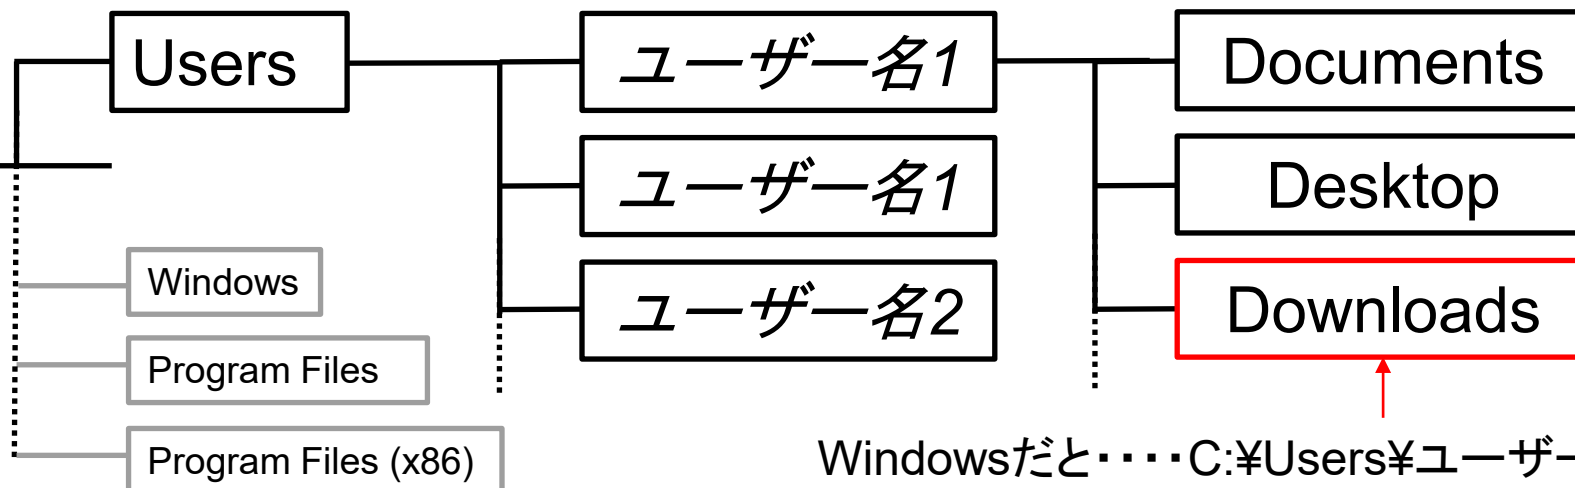 Users
ユーザー名1
Documents
ユーザー名1
Desktop
Windows
ユーザー名2
Downloads
Program Files
Program Files (x86)
Windowsだと・・・・C:¥Users¥ユーザー